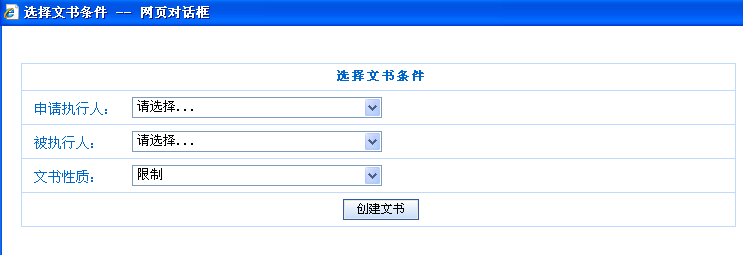 选择文书条件 -- 网页对话框
选择文书条件
申请执行人： 请选择...
被执行人： 请选择...
文书性质： 限制
创建文书